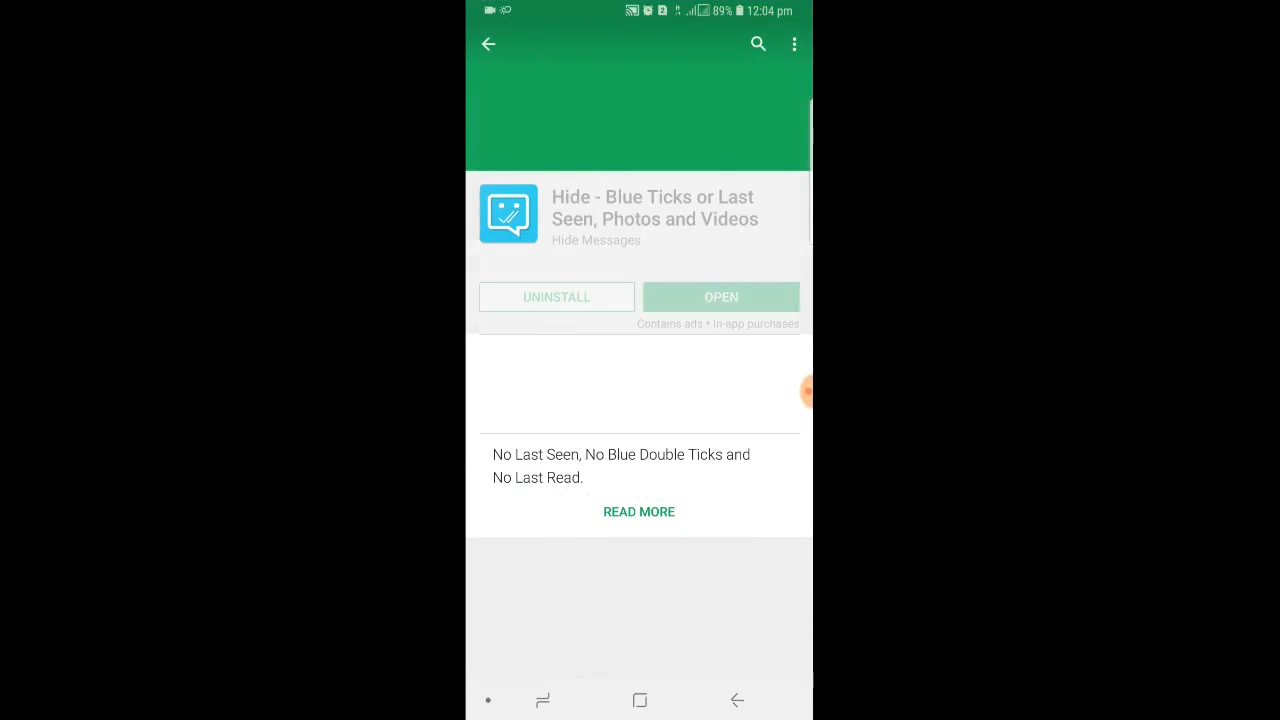 89% 12:04 pm
Hide - Blue Ticks or Last
Seen, Photos and Videos
Hide Messages
UNINSTALL
OPEN
Contains ads • In-app purchases
No Last Seen, No Blue Double Ticks and
No Last Read.
READ MORE